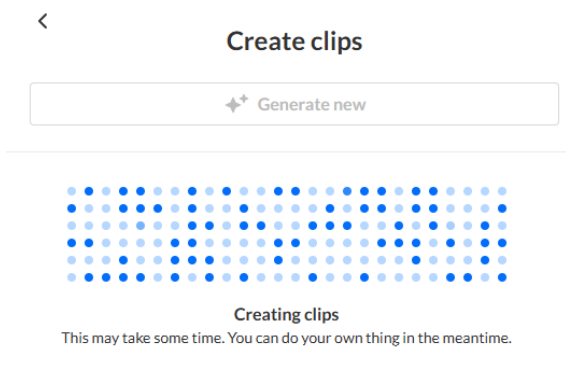 Create clips
Generate new
Creating clips
This may take some time. You can do your own thing in the meantime.